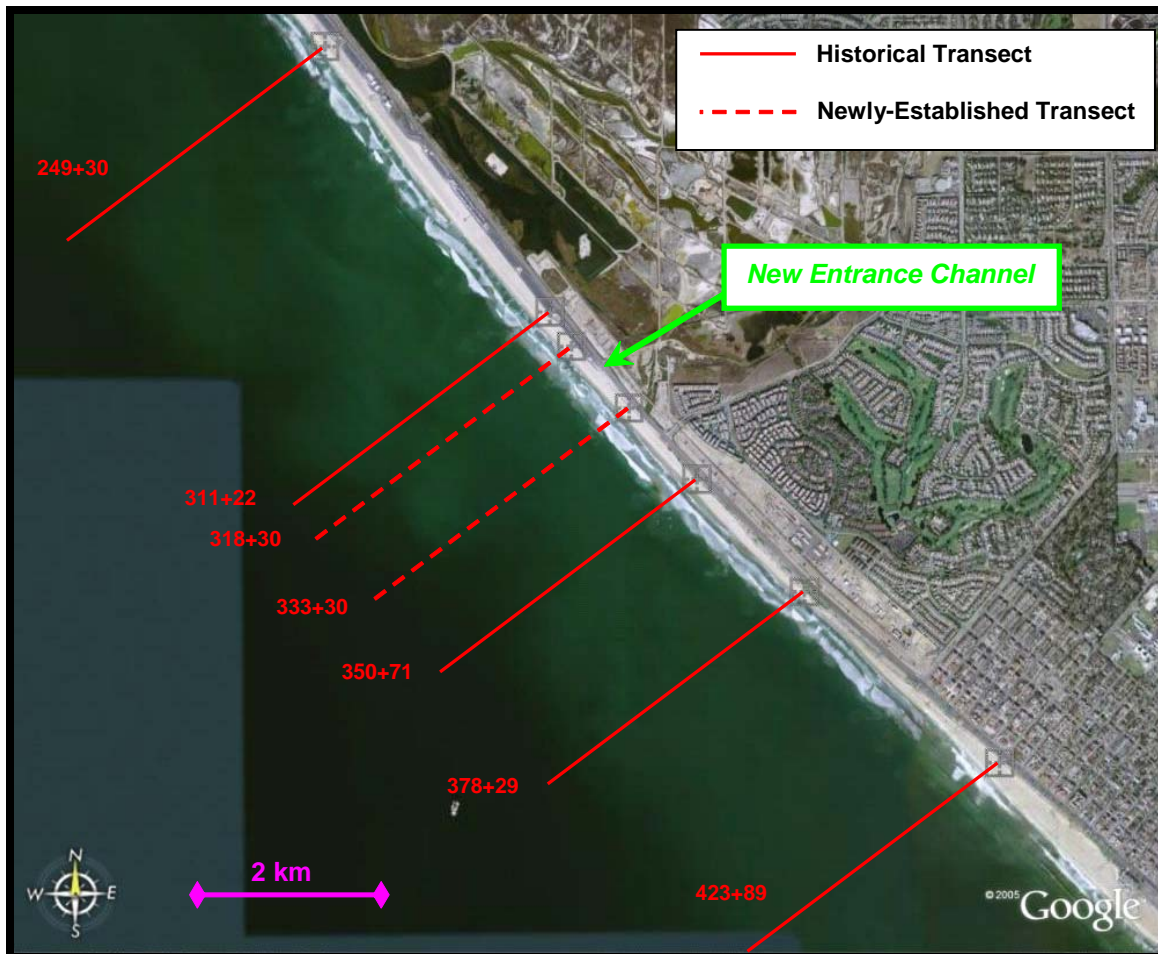 Historical Transect
Newly-Established Transect
249+30
New Entrance Channel
311+22
318+30
333+30
350+71
378+29
2 km
423+89
N
W E
S
©2005 Google